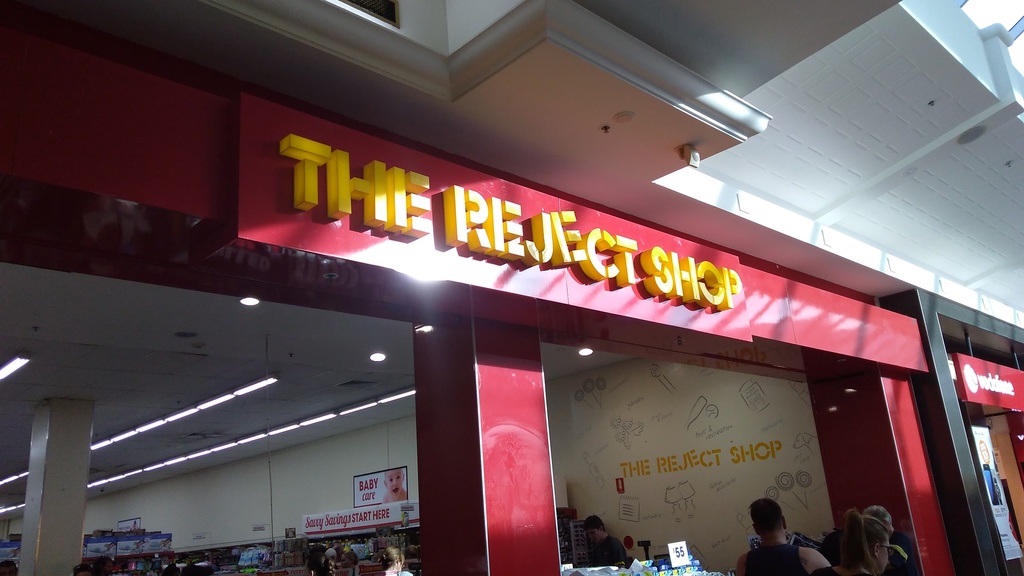 THE REJECT SHOP
vodafone
THE REJECT SHOP
BABY
care
Savvy Savings START HERE
$5